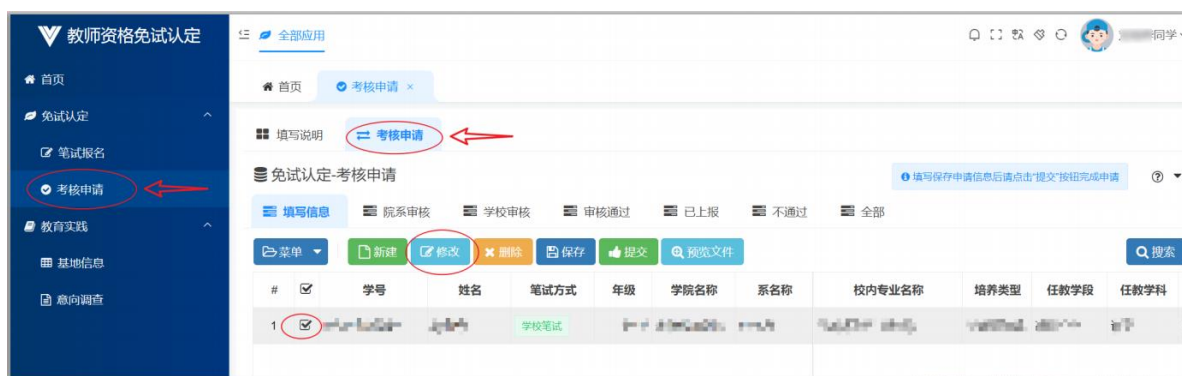 教师资格免试认定
全部应用
同学
首页
首页 考核申请 ×
免试认定
填写说明 考核申请
笔试报名
免试认定-考核申请
填写保存申请信息后请点击"提交"按钮完成申请
考核申请
填写信息 院系审核 学校审核 审核通过 已上报 不通过 全部
教育实践
菜单 新建 修改 删除 保存 提交 预览文件 搜索
基地信息
# 学号 姓名 笔试方式 年级 学院名称 系名称 校内专业名称 培养类型 任教学段 任教学科
意向调查
1 学校笔试